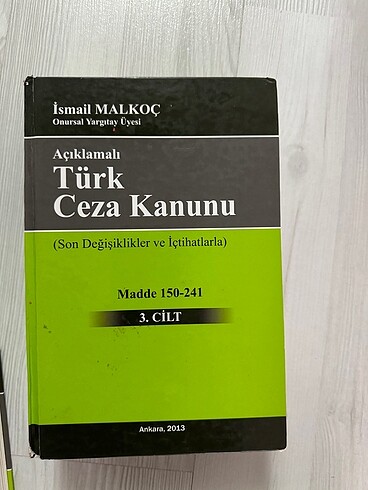 İsmail MALKOÇ
Onursal Yargıtay Üyesi
Açıklamalı
Türk
Ceza Kanunu
(Son Değişiklikler ve İçtihatlarla)
Madde 150-241
3. CİLT
Ankara, 2013